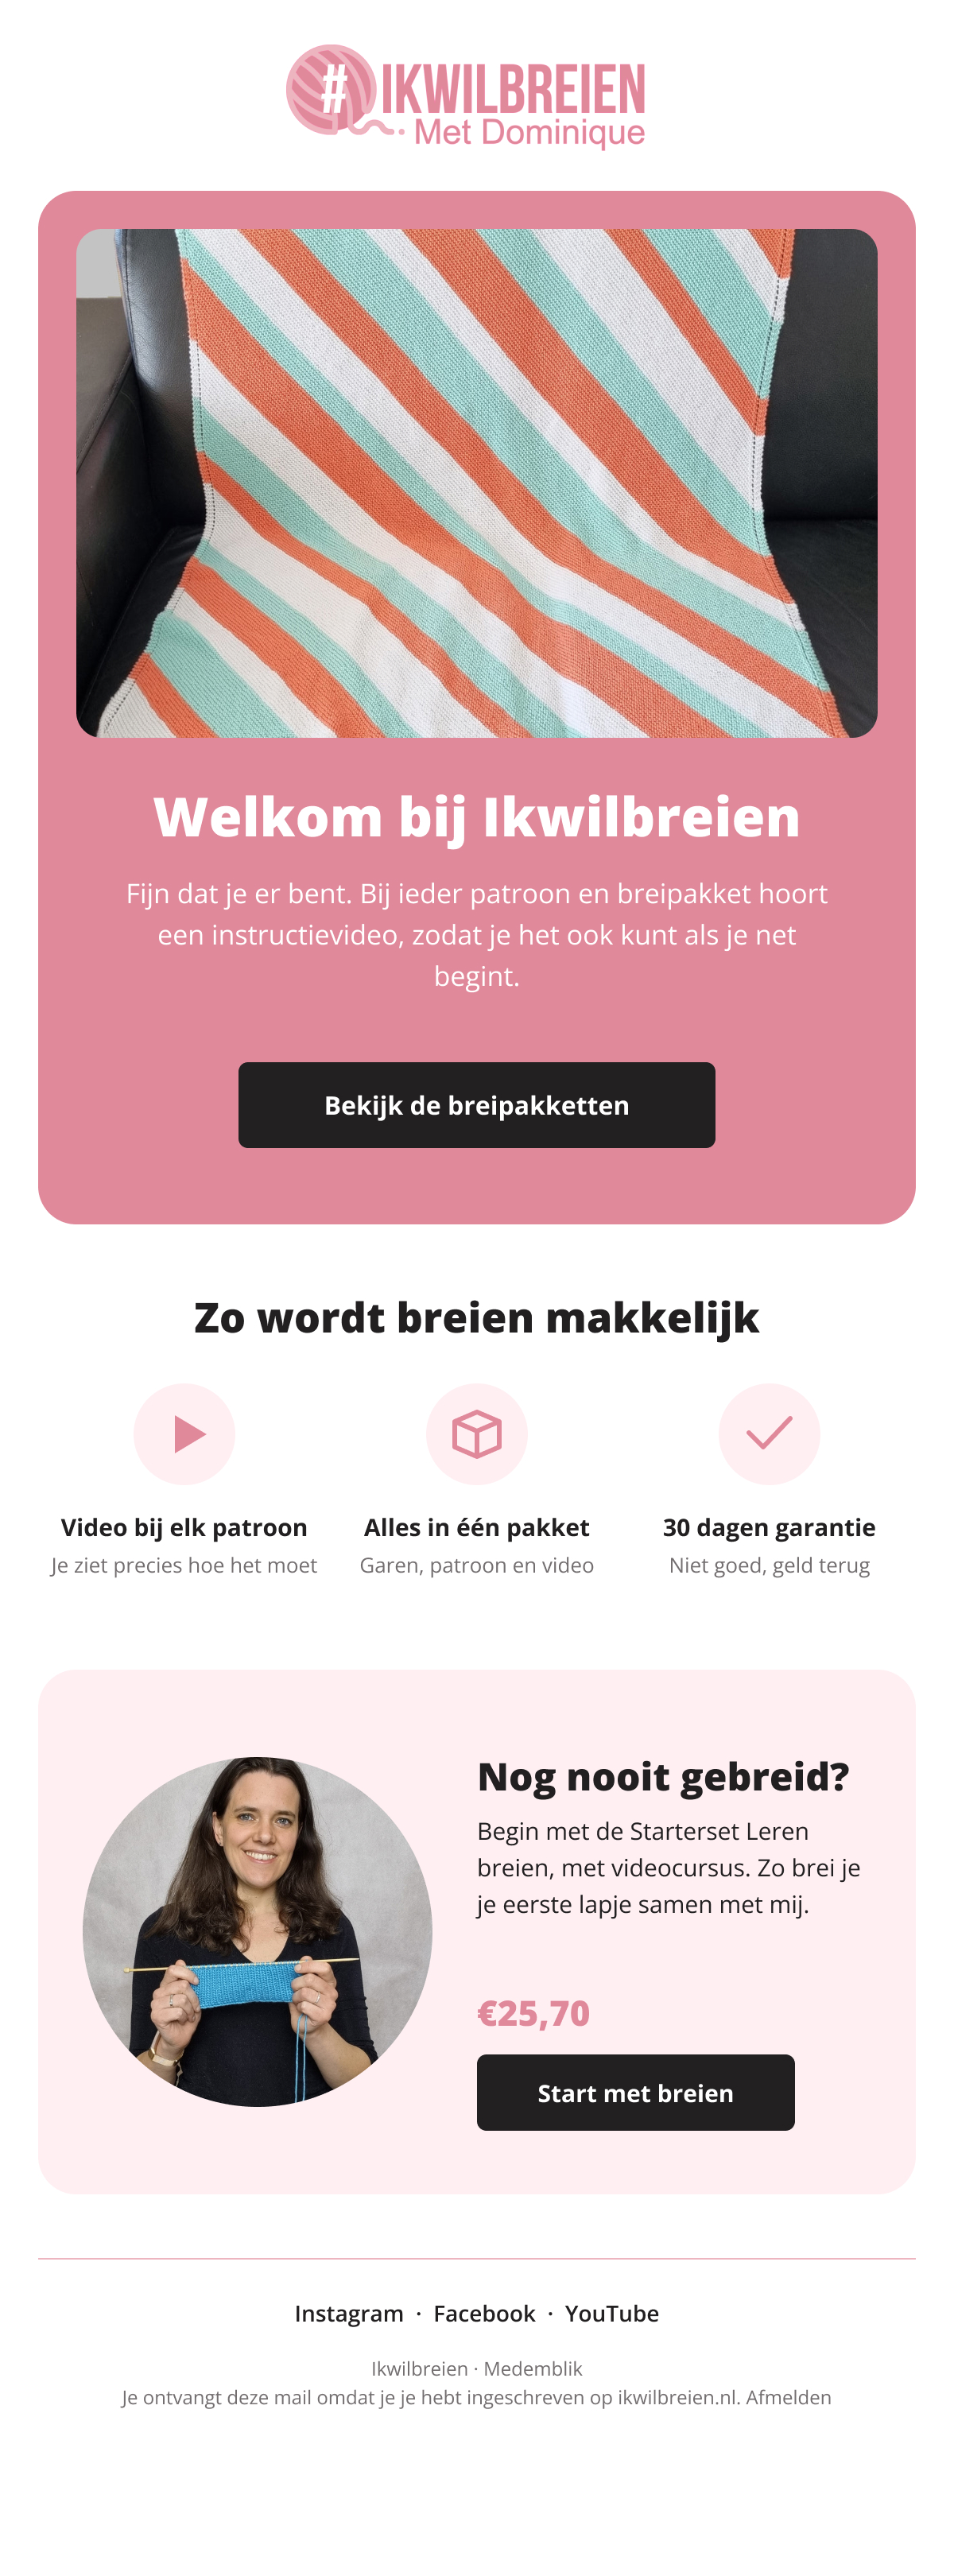 # IKWILBREIEN
Met Dominique
Welkom bij Ikwilbreien
Fijn dat je er bent. Bij ieder patroon en breipakket hoort
een instructievideo, zodat je het ook kunt als je net
begint.
Bekijk de breipakketten
Zo wordt breien makkelijk
Video bij elk patroon
Je ziet precies hoe het moet
Alles in één pakket
Garen, patroon en video
30 dagen garantie
Niet goed, geld terug
Nog nooit gebreid?
Begin met de Starterset Leren
breien, met videocursus. Zo brei je
je eerste lapje samen met mij.
€25,70
Start met breien
Instagram · Facebook · YouTube
Ikwilbreien · Medemblik
Je ontvangt deze mail omdat je je hebt ingeschreven op ikwilbreien.nl. Afmelden